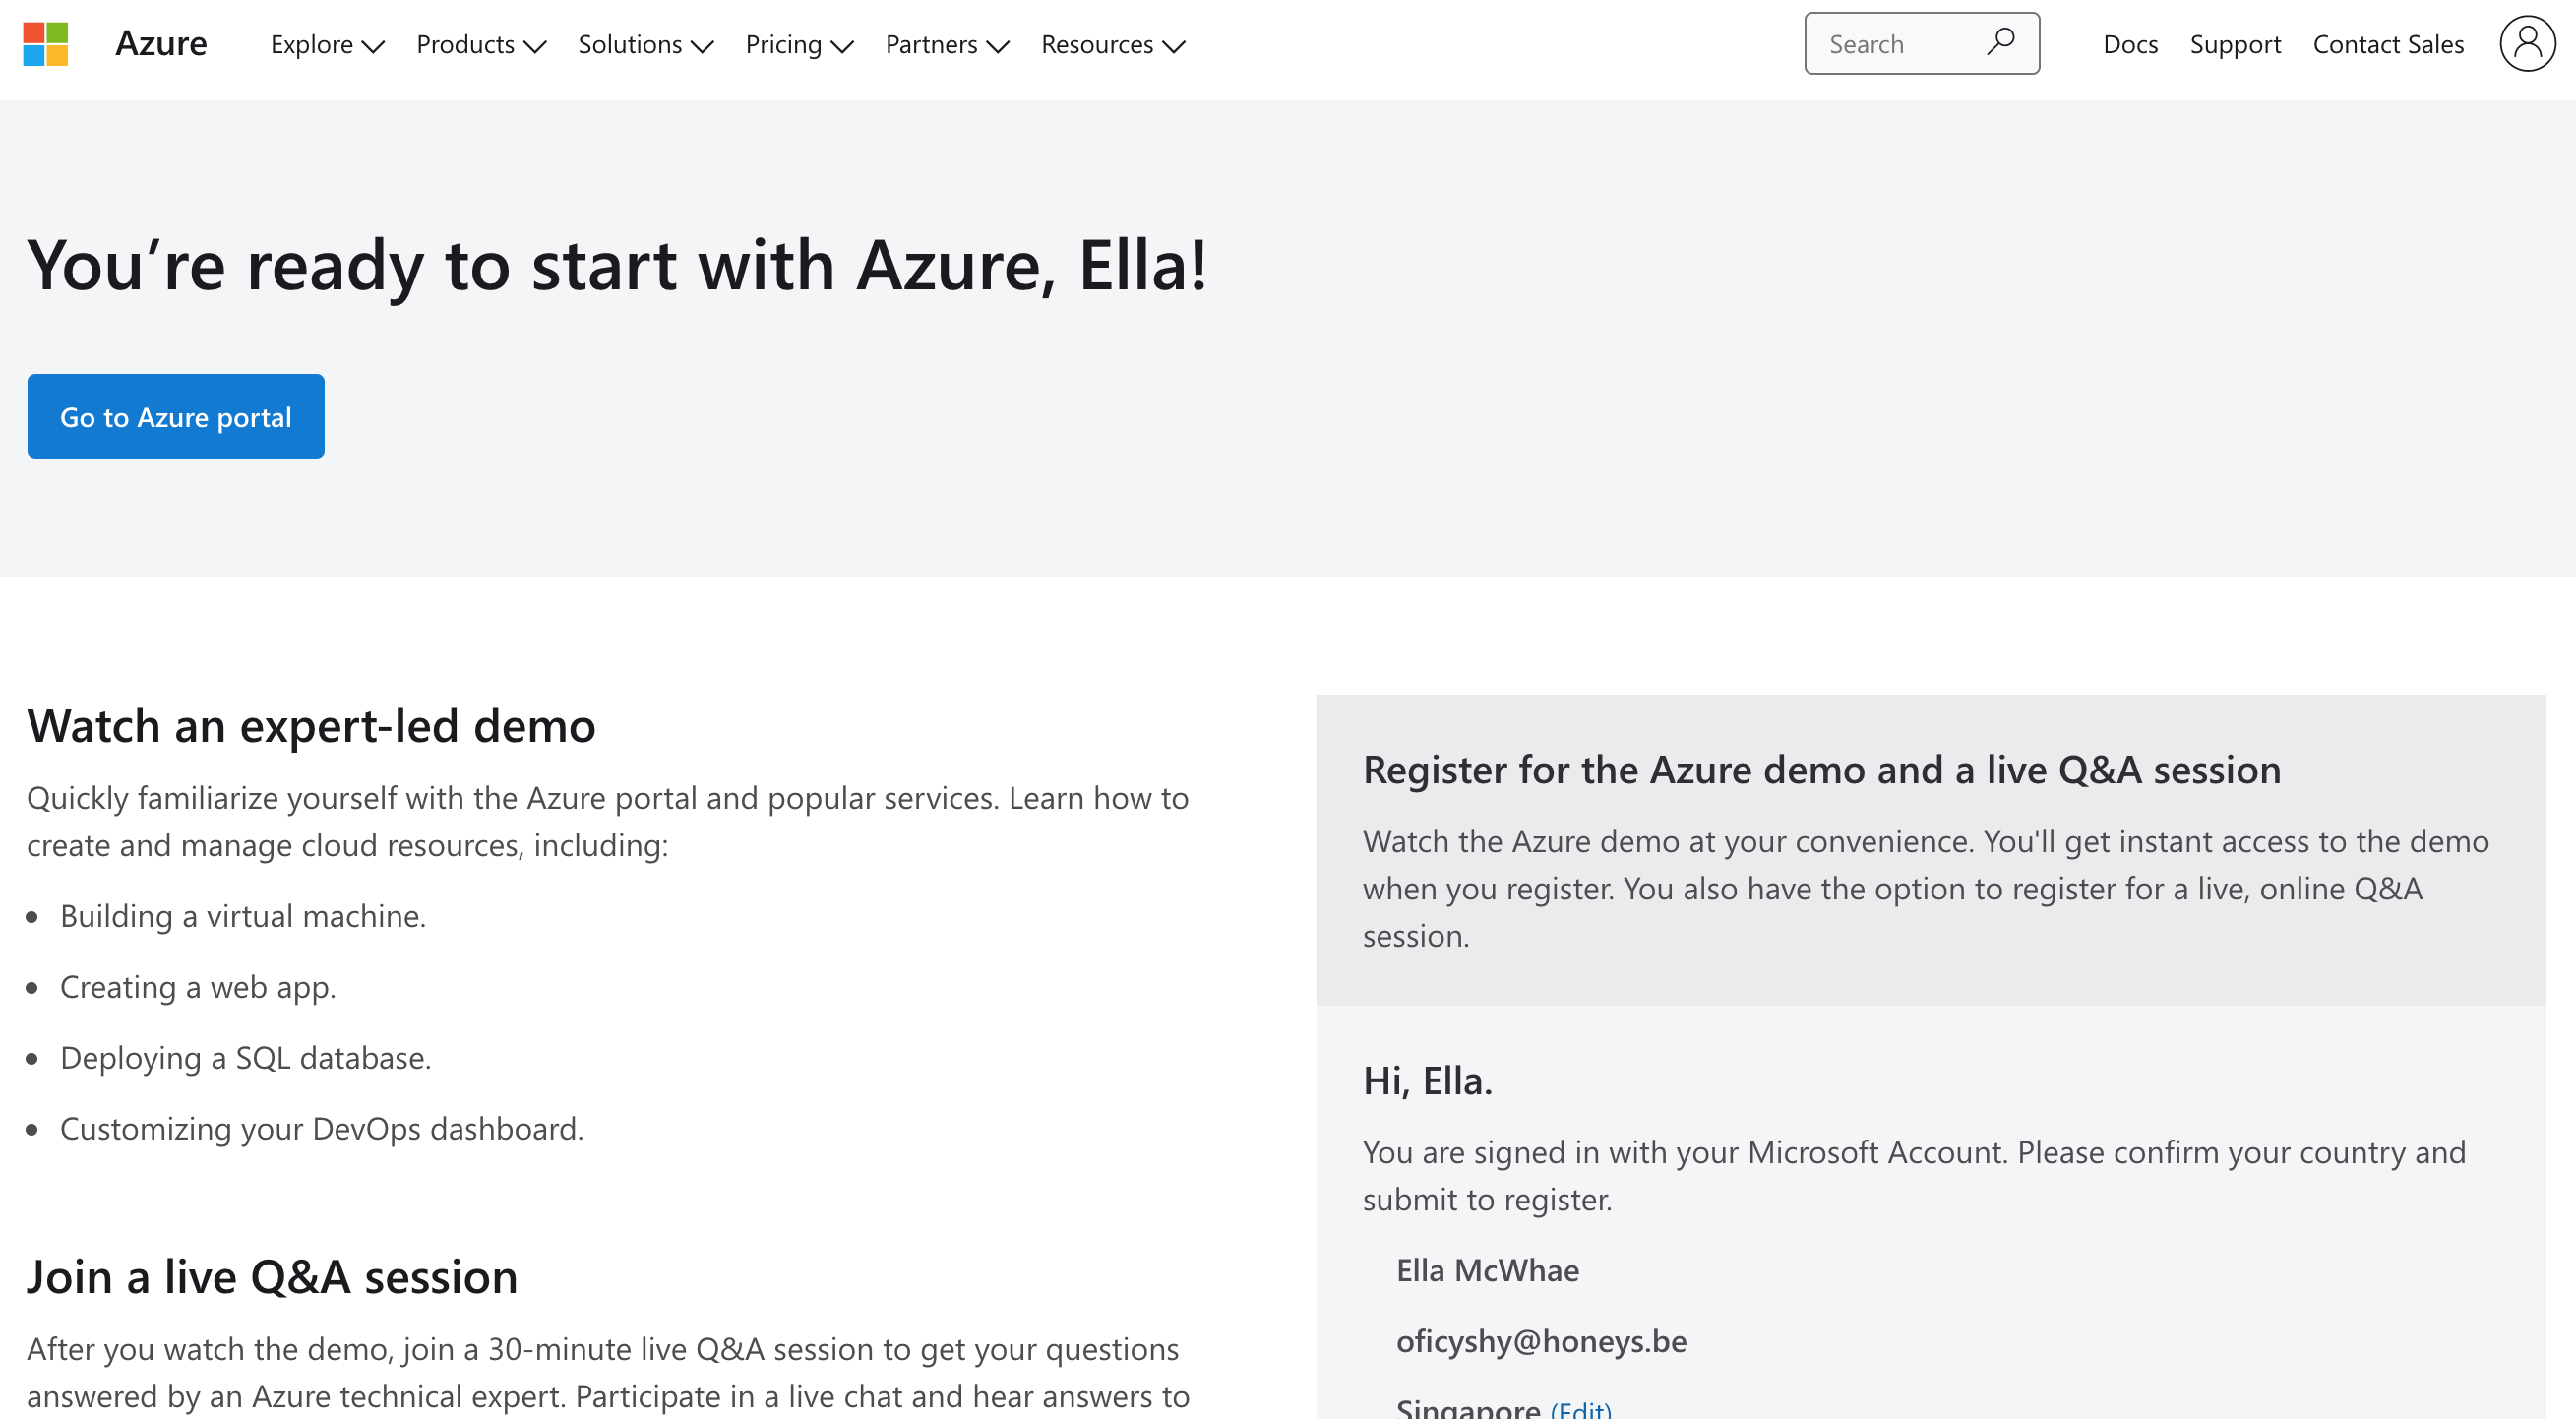 Azure
Explore
Products
Solutions
Pricing
Partners
Resources
Search
Docs
Support
Contact Sales
You’re ready to start with Azure, Ella!
Go to Azure portal
Watch an expert-led demo
Quickly familiarize yourself with the Azure portal and popular services. Learn how to
create and manage cloud resources, including:
• Building a virtual machine.
• Creating a web app.
• Deploying a SQL database.
• Customizing your DevOps dashboard.
Join a live Q&A session
After you watch the demo, join a 30-minute live Q&A session to get your questions
answered by an Azure technical expert. Participate in a live chat and hear answers to
Register for the Azure demo and a live Q&A session
Watch the Azure demo at your convenience. You'll get instant access to the demo
when you register. You also have the option to register for a live, online Q&A
session.
Hi, Ella.
You are signed in with your Microsoft Account. Please confirm your country and
submit to register.
Ella McWhae
oficyshy@honeys.be
Singapore (Edit)